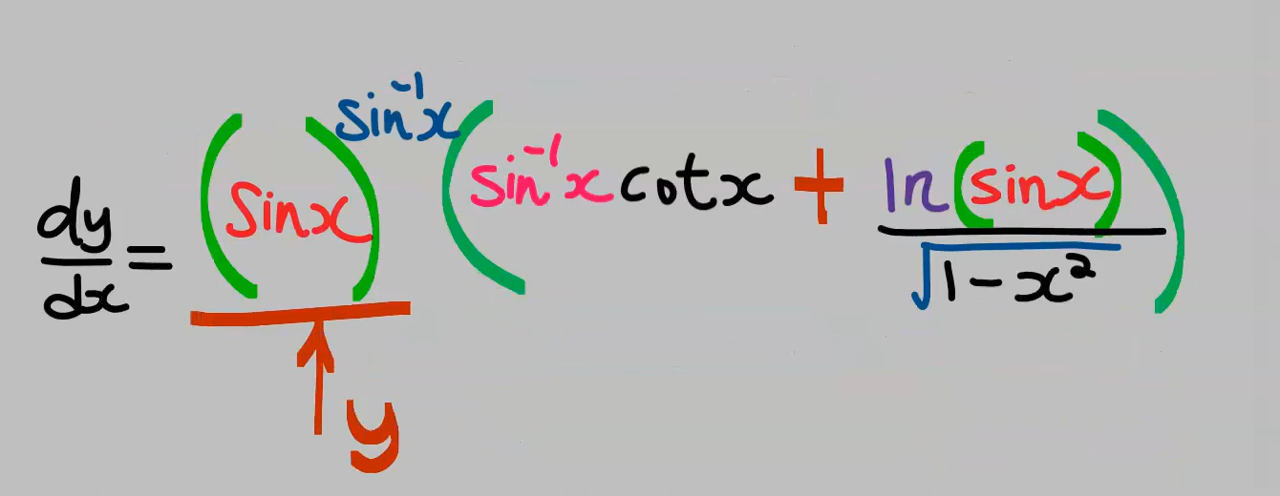 dy/dx = (Sinx)^sin⁻¹x (sin⁻¹x cotx + ln(sinx)/√1-x²)
y